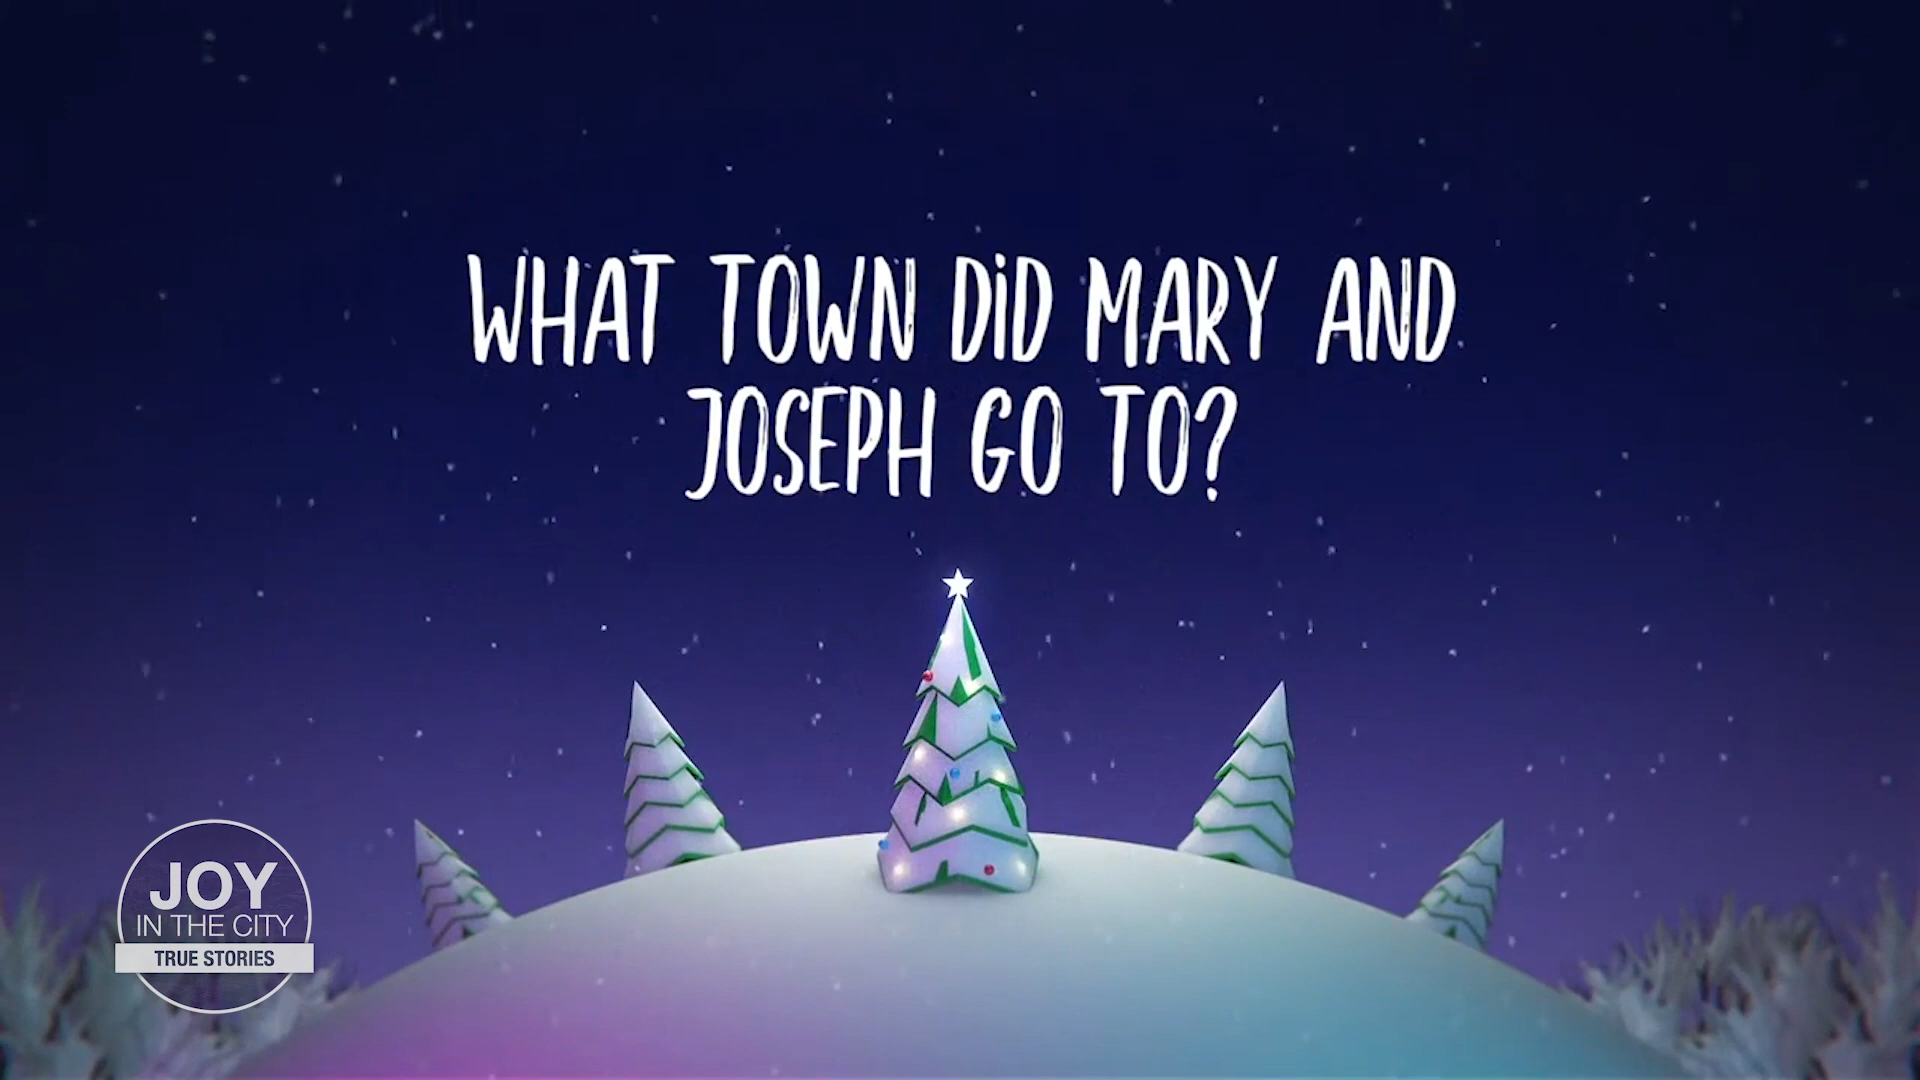 WHAT TOWN DiD MARY AND
JOSEPH GO TO?
JOY
IN THE CITY
TRUE STORIES